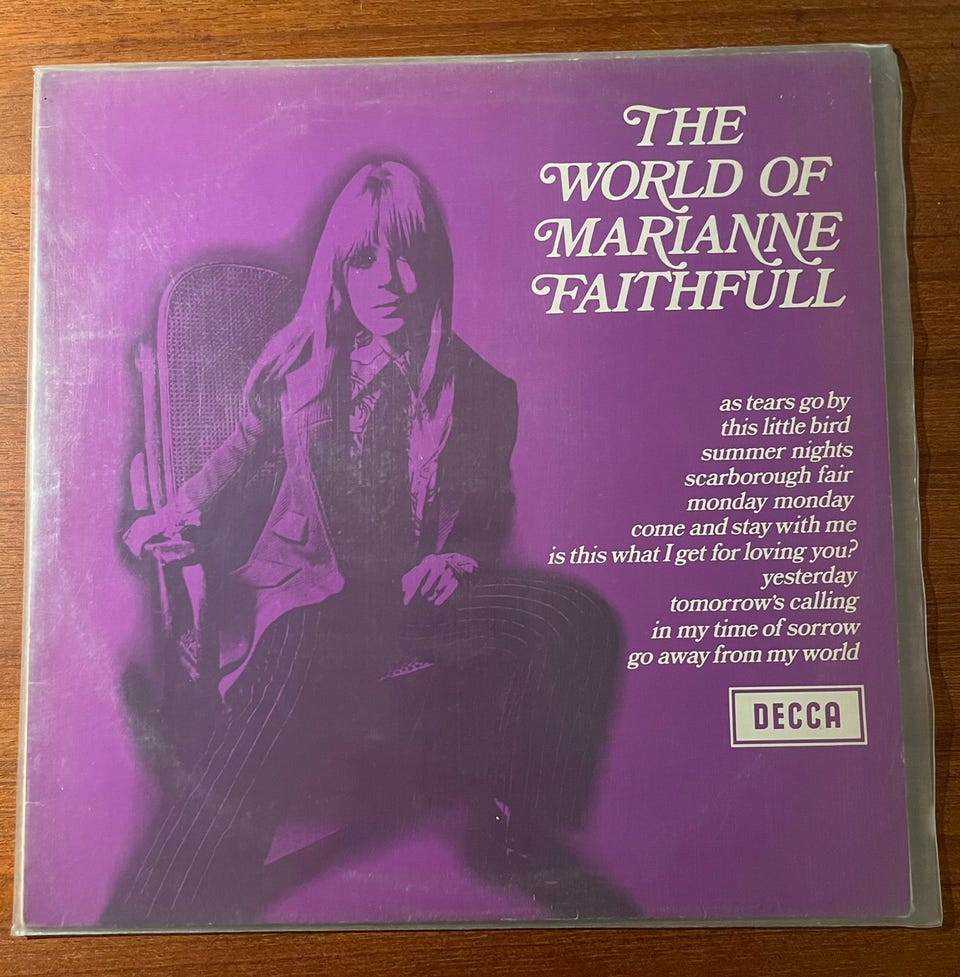 THE
WORLD OF
MARIANNE
FAITHFULL
as tears go by
this little bird
summer nights
scarborough fair
monday monday
come and stay with me
is this what I get for loving you?
yesterday
tomorrow's calling
in my time of sorrow
go away from my world
DECCA